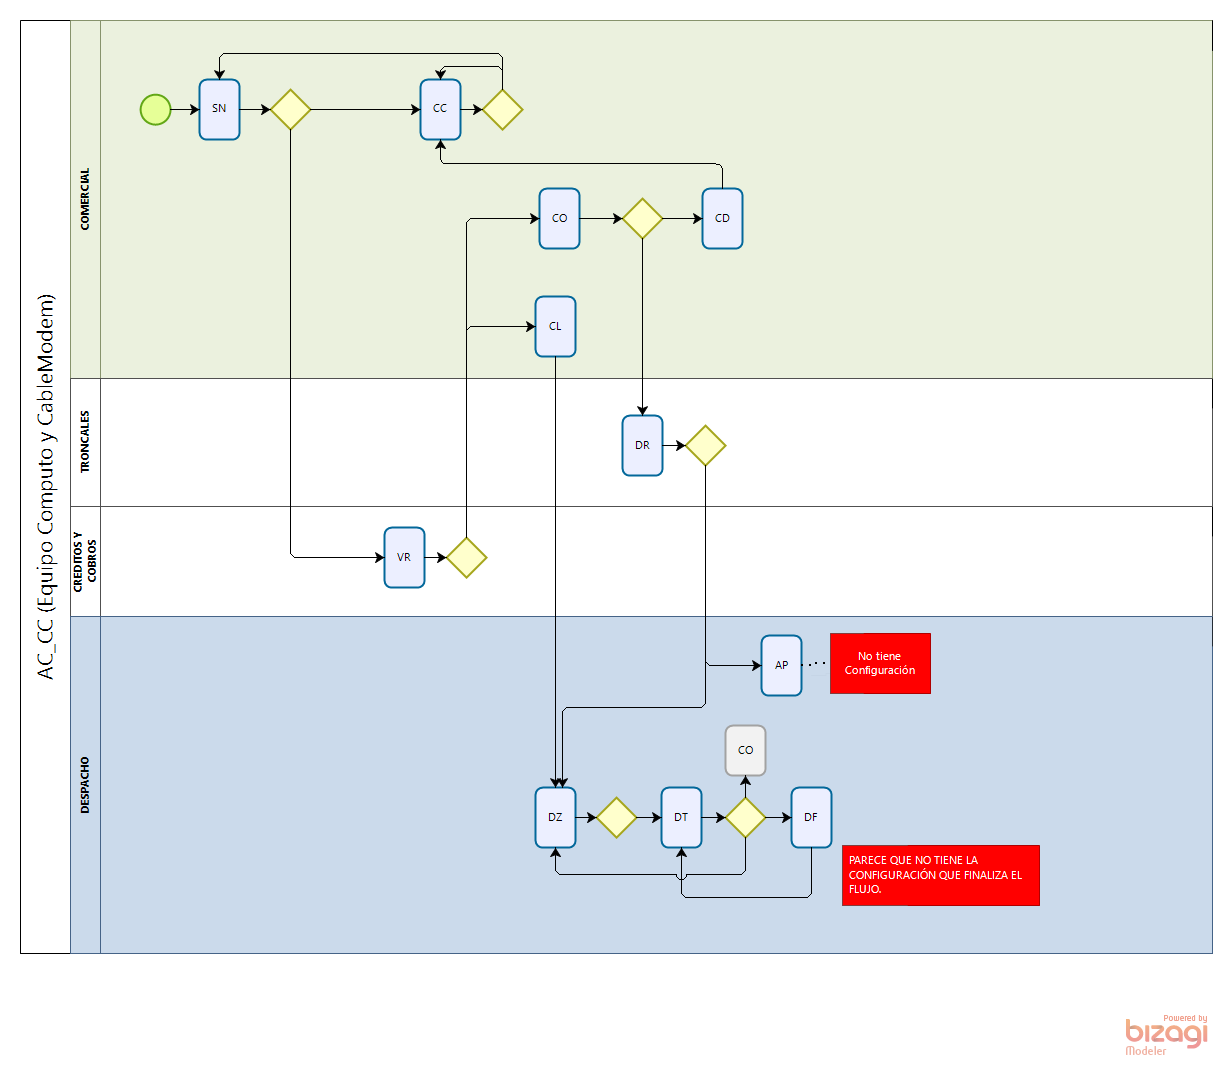 AC_CC (Equipo Computo y CableModem)
COMERCIAL
SN
CC
CO
CD
CL
TRONCALES
DR
CREDITOS Y
COBROS
VR
DESPACHO
AP
No tiene
Configuración
CO
DZ
DT
DF
PARECE QUE NO TIENE LA
CONFIGURACIÓN QUE FINALIZA EL
FLUJO.
Powered by
bizagi
Modeler